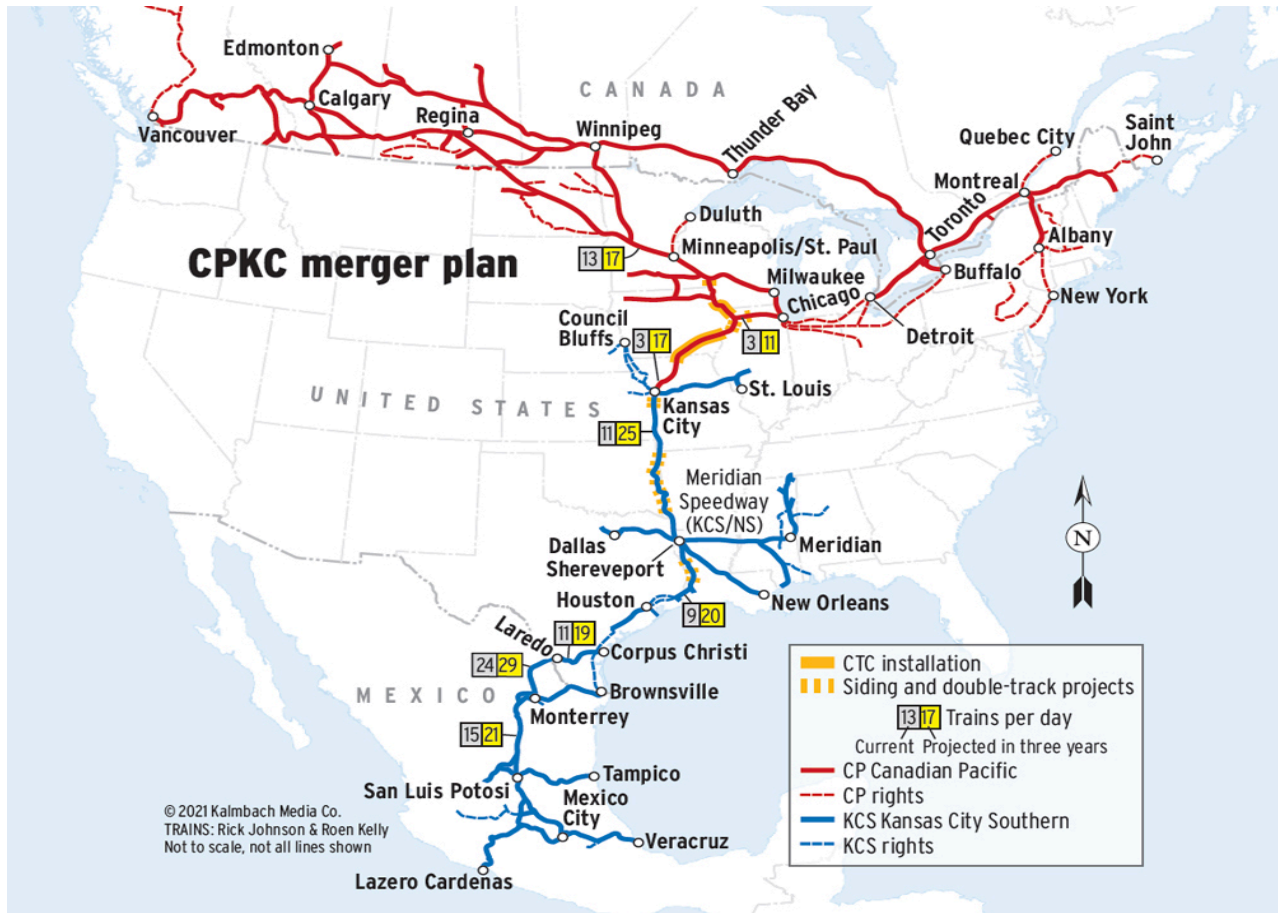 Edmonton
CANADA
Calgary
Regina
Vancouver
Winnipeg
Thunder Bay
Quebec City
Saint
John
Montreal
Toronto
Duluth
Albany
CPKC merger plan
13 17
Minneapolis/St. Paul
Milwaukee
Buffalo
Chicago
New York
Council
Bluffs
3 17
3 11
Detroit
UNITED STATES
St. Louis
Kansas
City
11 25
Meridian
Speedway
(KCS/NS)
N
Dallas
Meridian
Shereveport
Houston
New Orleans
9 20
Laredo
11 19
Corpus Christi
24 29
MEXICO
Brownsville
Monterrey
15 21
San Luis Potosi
Tampico
Mexico
City
Veracruz
Lazero Cardenas
CTC installation
Siding and double-track projects
13 17 Trains per day
Current Projected in three years
CP Canadian Pacific
CP rights
KCS Kansas City Southern
KCS rights
© 2021 Kalmbach Media Co.
TRAINS: Rick Johnson & Roen Kelly
Not to scale, not all lines shown